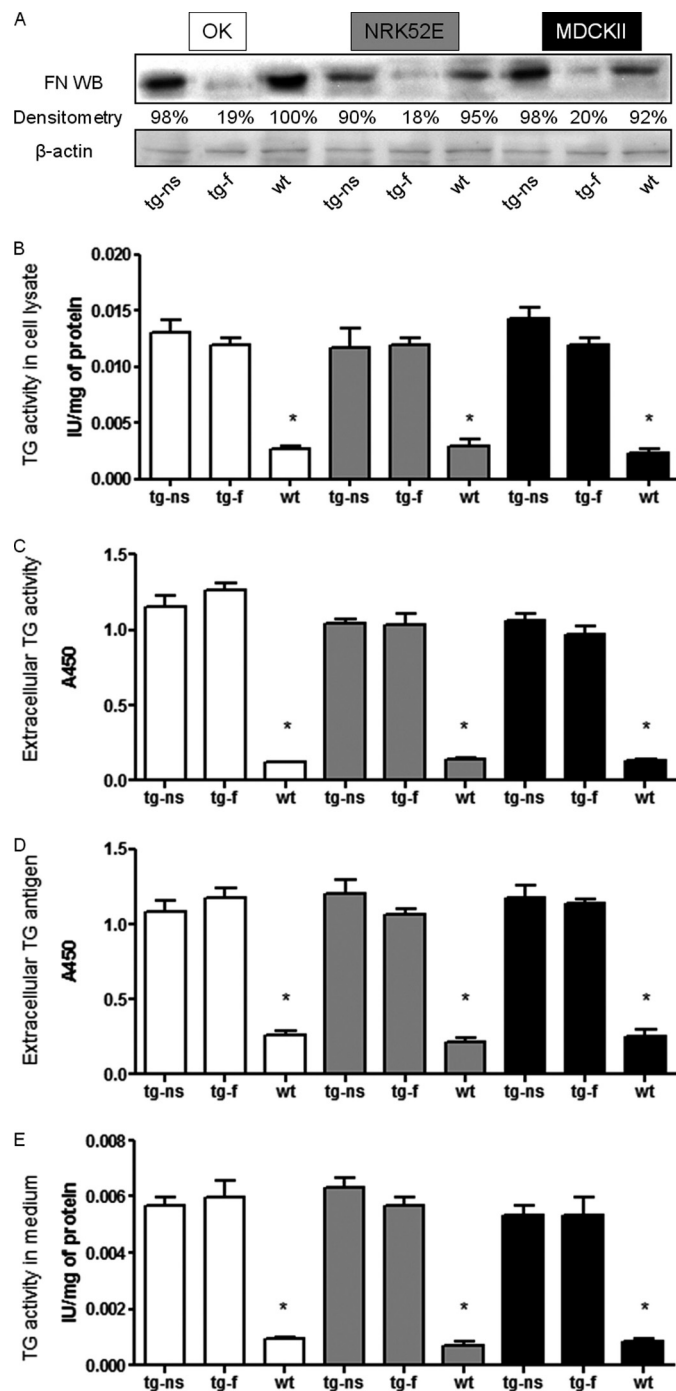 A
OK NRK52E MDCKII
FN WB
Densitometry 98% 19% 100% 90% 18% 95% 98% 20% 92%
β-actin
tg-ns tg-f wt tg-ns tg-f wt tg-ns tg-f wt
B
TG activity in cell lysate
IU/mg of protein
0.020
0.015
0.010
0.005
0.000
* * *
tg-ns tg-f wt tg-ns tg-f wt tg-ns tg-f wt
C
Extracellular TG activity
A450
1.5
1.0
0.5
0.0
* * *
tg-ns tg-f wt tg-ns tg-f wt tg-ns tg-f wt
D
Extracellular TG antigen
A450
1.5
1.0
0.5
0.0
* * *
tg-ns tg-f wt tg-ns tg-f wt tg-ns tg-f wt
E
TG activity in medium
IU/mg of protein
0.008
0.006
0.004
0.002
0.000
* * *
tg-ns tg-f wt tg-ns tg-f wt tg-ns tg-f wt